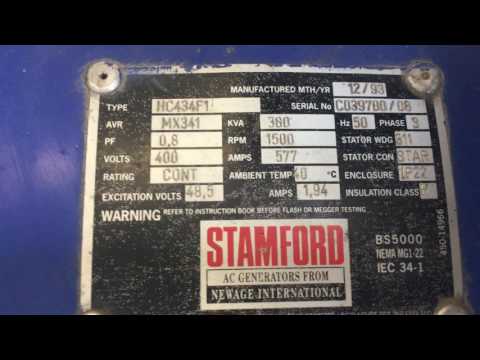 MANUFACTURED MTH/YR 12/93
TYPE HC434F1 SERIAL No C039780/08
AVR MX341 KVA 380 Hz 50 PHASE 3
PF 0,8 RPM 1500 STATOR WDG 311
VOLTS 400 AMPS 577 STATOR CON STAR
RATING CONT AMBIENT TEMP 40 °C ENCLOSURE IP22
EXCITATION VOLTS 48,5 AMPS 1,94 INSULATION CLASS
WARNING REFER TO INSTRUCTION BOOK BEFORE FLASH OR MEGGER TESTING
STAMFORD
AC GENERATORS FROM
NEWAGE INTERNATIONAL
BS5000
NEMA MG1-22
IEC 34-1
450-14966